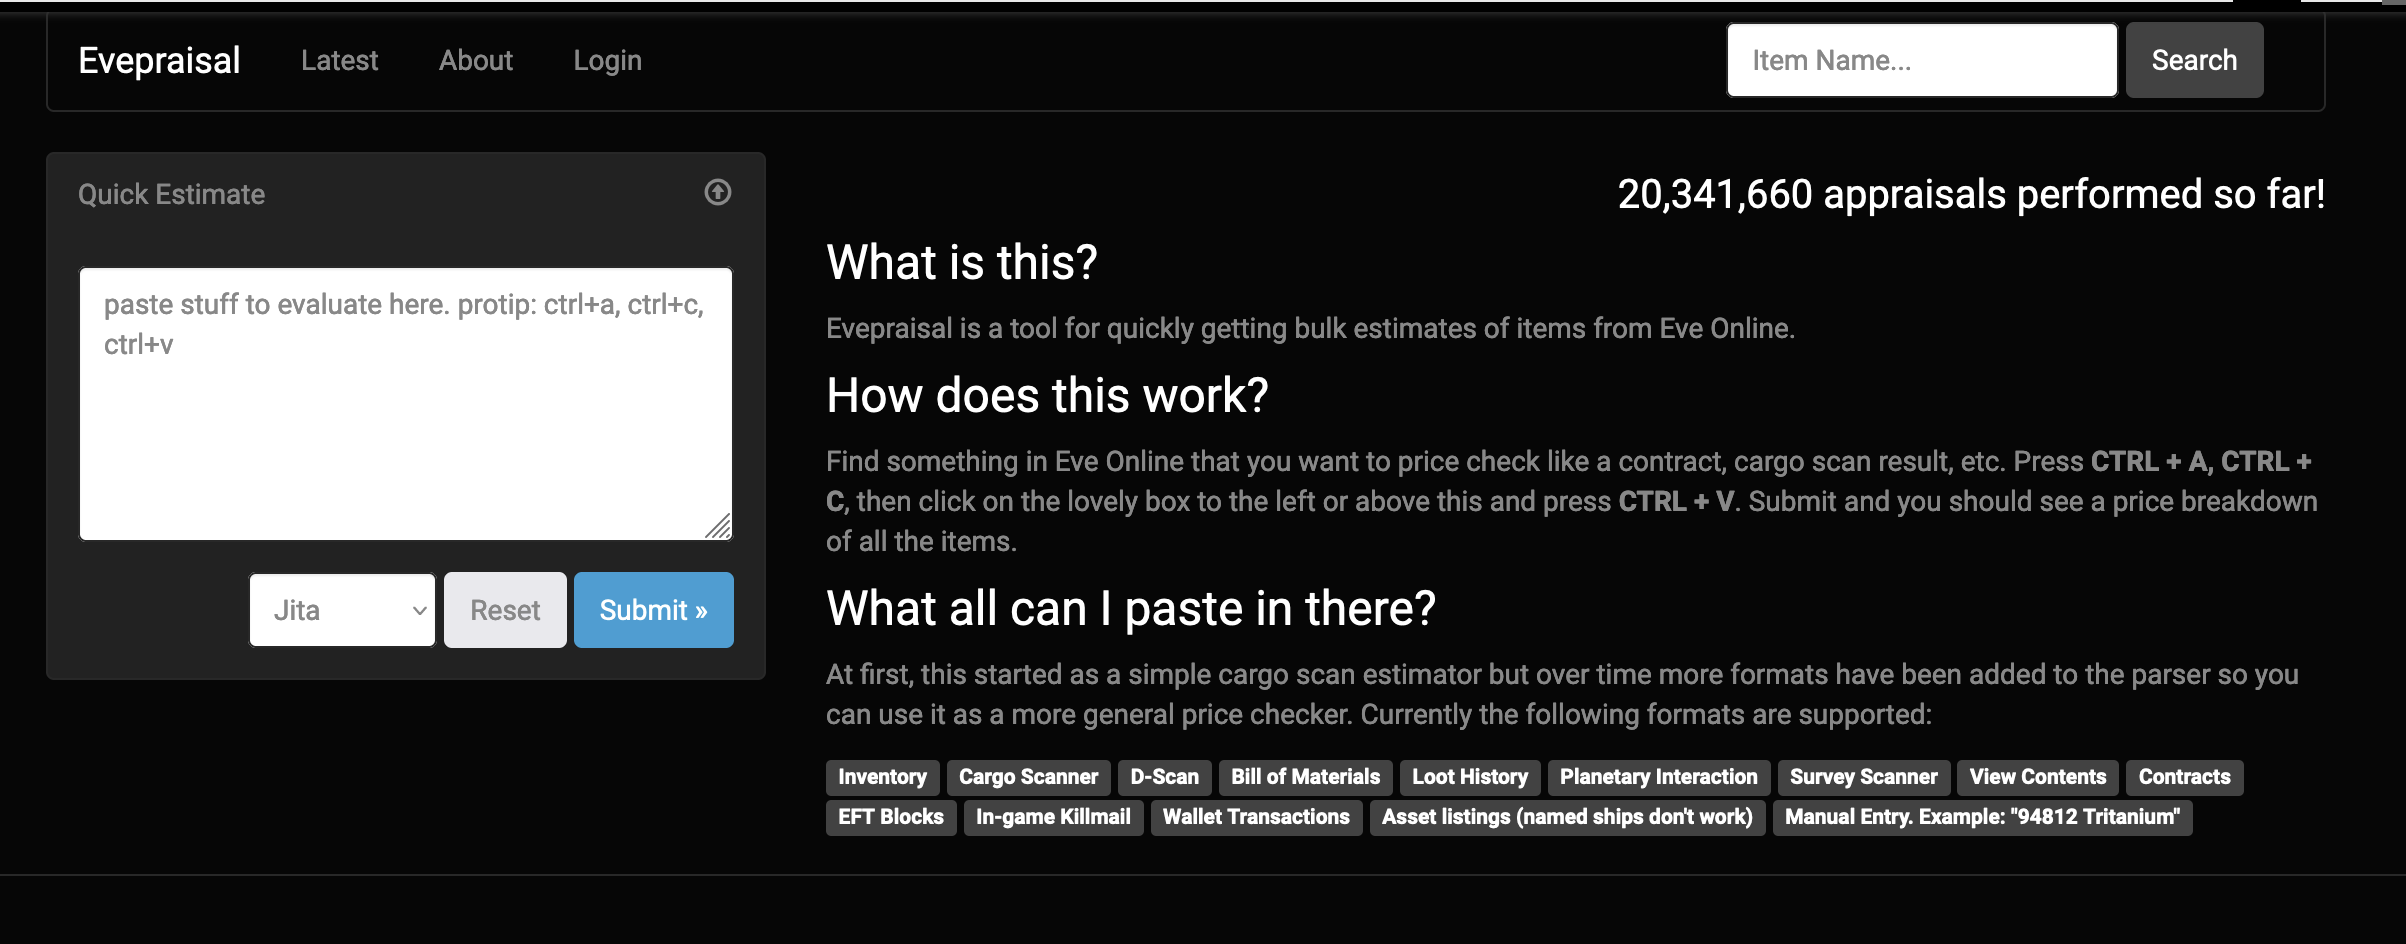 Evepraisal Latest About Login Item Name... Search
Quick Estimate
paste stuff to evaluate here. protip: ctrl+a, ctrl+c,
ctrl+v
Jita Reset Submit »
20,341,660 appraisals performed so far!
What is this?
Evepraisal is a tool for quickly getting bulk estimates of items from Eve Online.
How does this work?
Find something in Eve Online that you want to price check like a contract, cargo scan result, etc. Press CTRL + A, CTRL +
C, then click on the lovely box to the left or above this and press CTRL + V. Submit and you should see a price breakdown
of all the items.
What all can I paste in there?
At first, this started as a simple cargo scan estimator but over time more formats have been added to the parser so you
can use it as a more general price checker. Currently the following formats are supported:
Inventory Cargo Scanner D-Scan Bill of Materials Loot History Planetary Interaction Survey Scanner View Contents Contracts
EFT Blocks In-game Killmail Wallet Transactions Asset listings (named ships don't work) Manual Entry. Example: "94812 Tritanium"